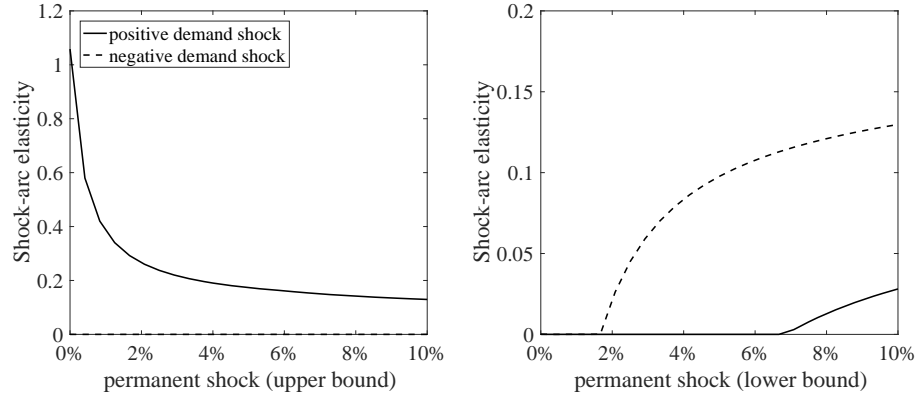 1.2
1
0.8
0.6
0.4
0.2
0
Shock-arc elasticity
positive demand shock
negative demand shock
0% 2% 4% 6% 8% 10%
permanent shock (upper bound)
0.2
0.15
0.1
0.05
0
Shock-arc elasticity
0% 2% 4% 6% 8% 10%
permanent shock (lower bound)